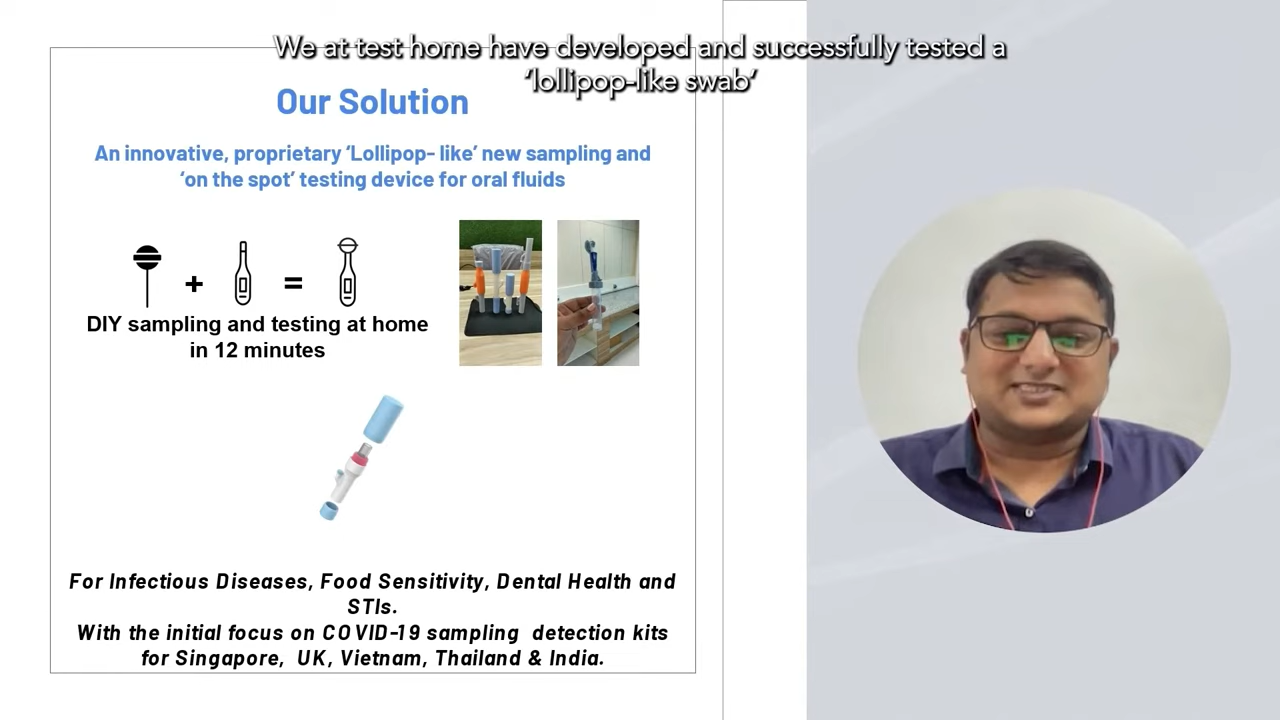 We at test home have developed and successfully tested a
‘lollipop-like swab’
Our Solution
An innovative, proprietary ‘Lollipop- like’ new sampling and
‘on the spot’ testing device for oral fluids
+ =
DIY sampling and testing at home
in 12 minutes
For Infectious Diseases, Food Sensitivity, Dental Health and
STIs.
With the initial focus on COVID-19 sampling detection kits
for Singapore, UK, Vietnam, Thailand & India.